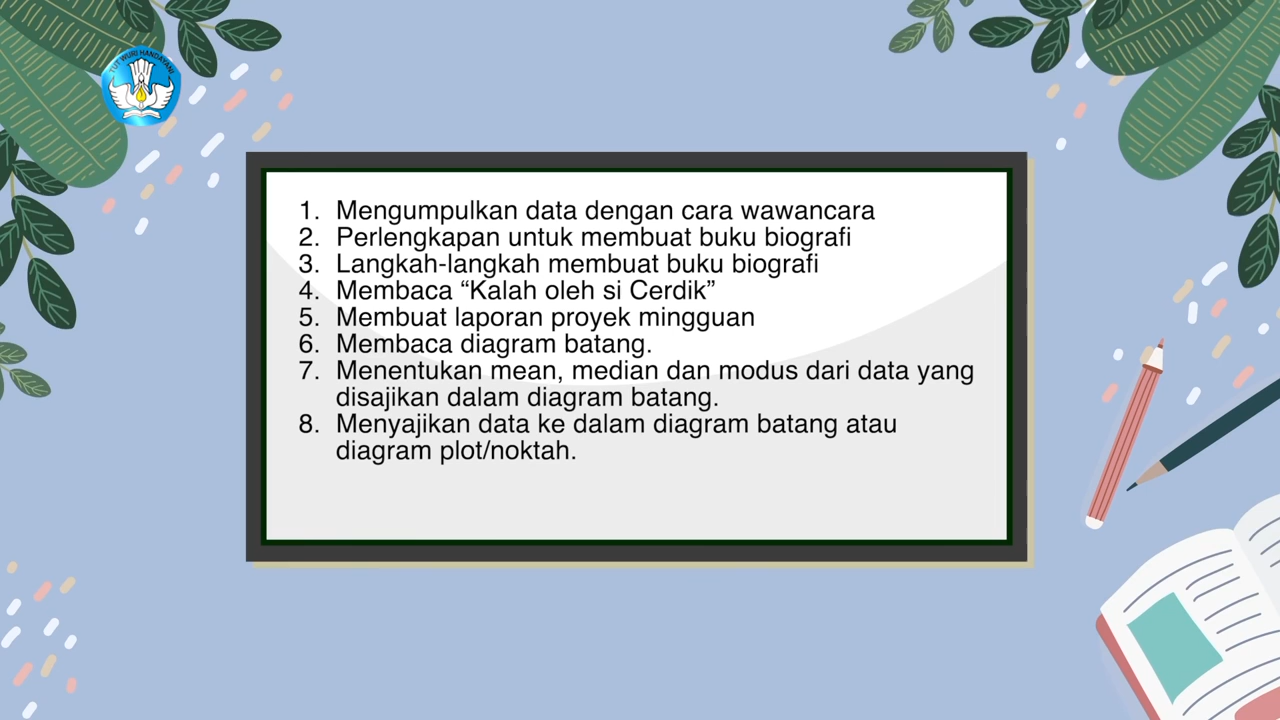 TUT WURI HANDAYANI
1. Mengumpulkan data dengan cara wawancara
2. Perlengkapan untuk membuat buku biografi
3. Langkah-langkah membuat buku biografi
4. Membaca “Kalah oleh si Cerdik”
5. Membuat laporan proyek mingguan
6. Membaca diagram batang.
7. Menentukan mean, median dan modus dari data yang
disajikan dalam diagram batang.
8. Menyajikan data ke dalam diagram batang atau
diagram plot/noktah.